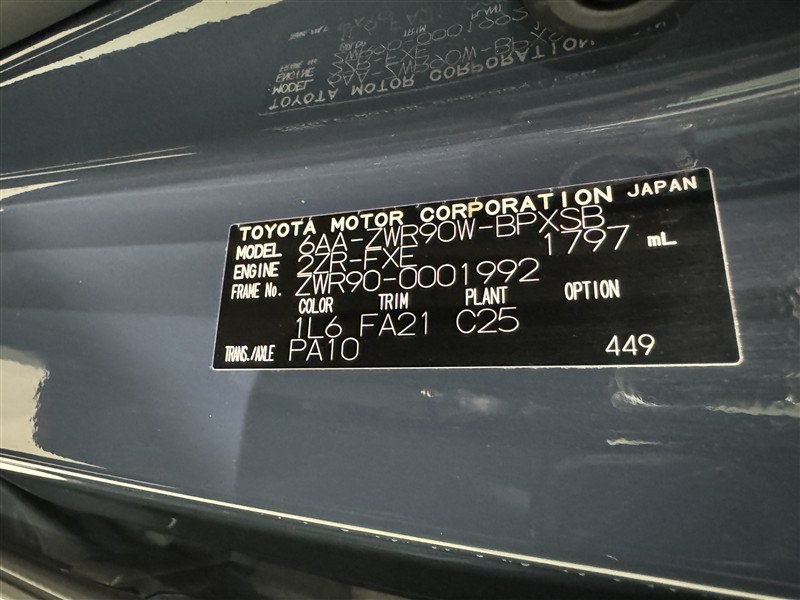 TOYOTA MOTOR CORPORATION JAPAN
MODEL 6AA-ZWR90W-BPXSB
ENGINE 2ZR-FXE 1797 mL
FRAME No. ZWR90-0001992
COLOR TRIM PLANT OPTION
1L6 FA21 C25
TRANS./AXLE PA10 449